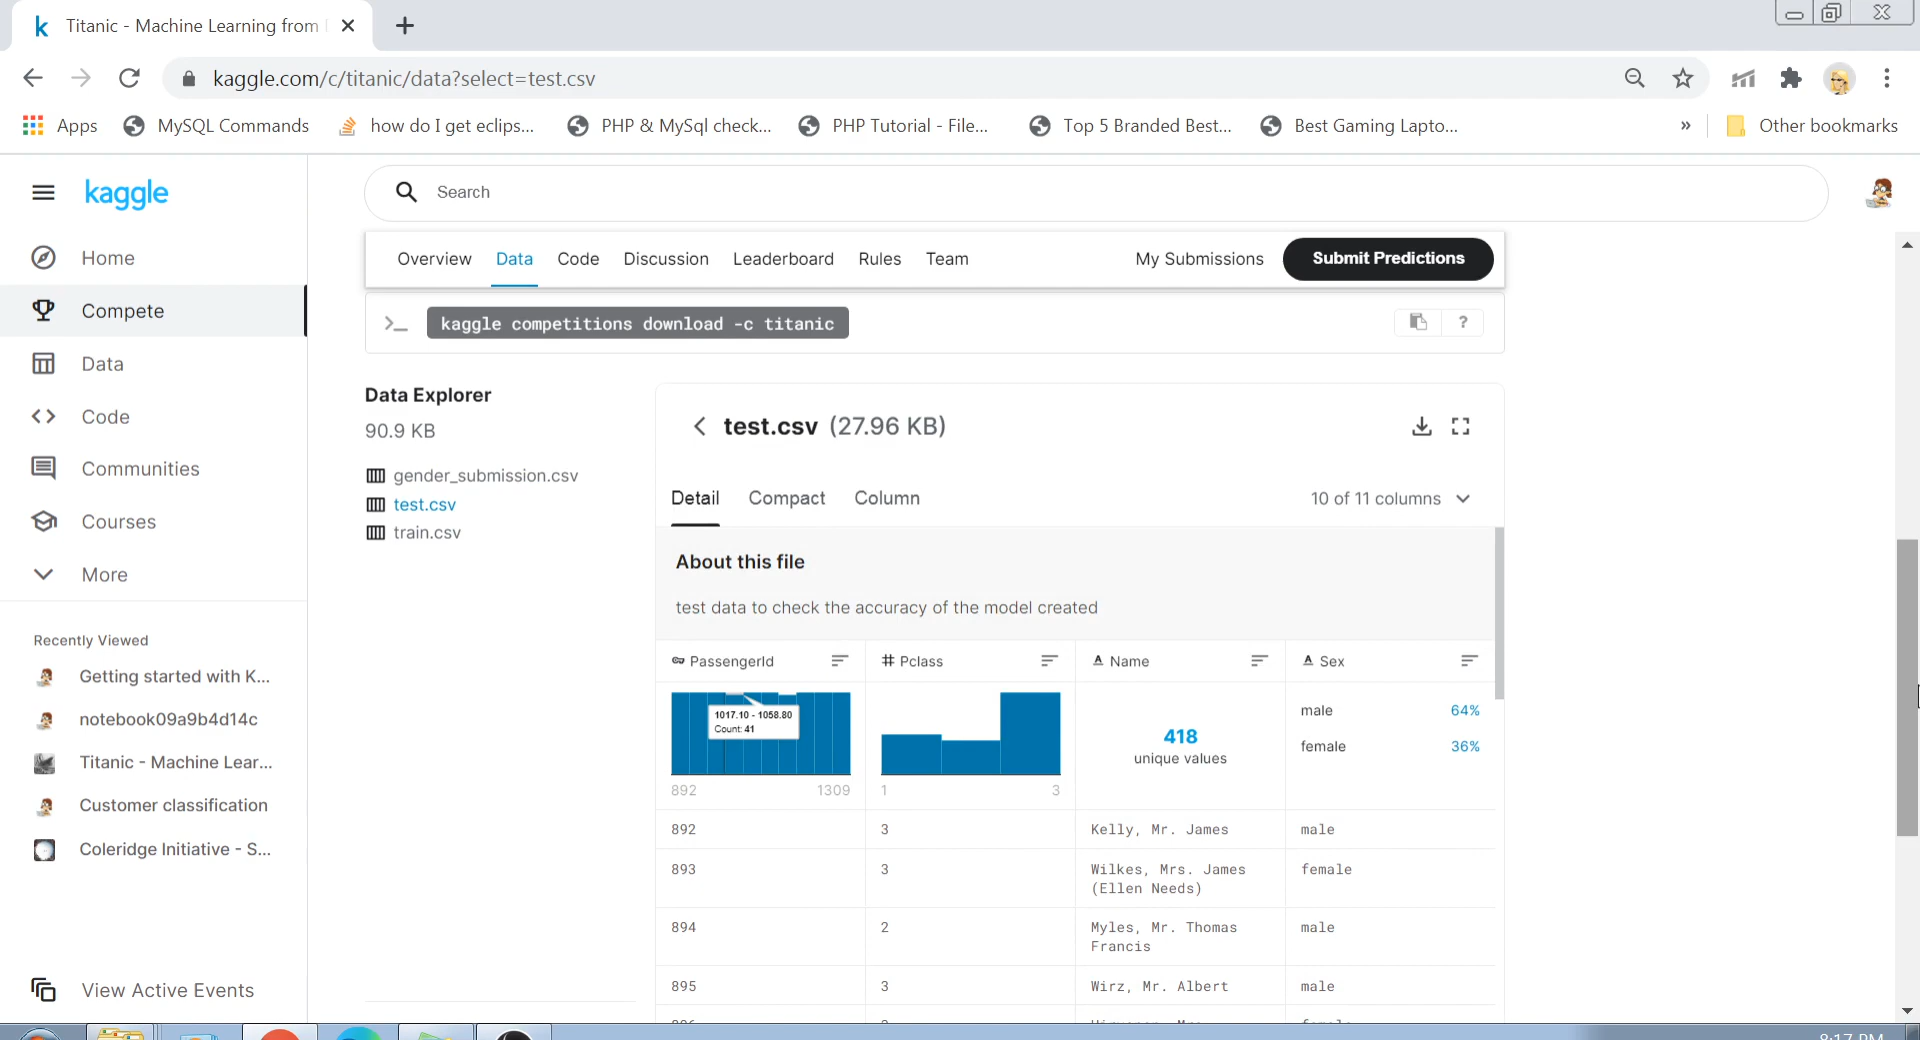 k Titanic - Machine Learning from
kaggle.com/c/titanic/data?select=test.csv
Apps MySQL Commands how do I get eclips... PHP & MySql check... PHP Tutorial - File... Top 5 Branded Best... Best Gaming Lapto... » Other bookmarks
kaggle
Search
Home
Compete
Data
Code
Communities
Courses
More
Recently Viewed
Getting started with K...
notebook09a9b4d14c
Titanic - Machine Lear...
Customer classification
Coleridge Initiative - S...
View Active Events
Overview Data Code Discussion Leaderboard Rules Team My Submissions Submit Predictions
>_ kaggle competitions download -c titanic ?
Data Explorer
90.9 KB
gender_submission.csv
test.csv
train.csv
test.csv (27.96 KB)
Detail Compact Column 10 of 11 columns
About this file
test data to check the accuracy of the model created
PassengerId # Pclass A Name A Sex
1017.10 - 1058.80
Count: 41
892 1309
1 3
418
unique values
male 64%
female 36%
892 3 Kelly, Mr. James male
893 3 Wilkes, Mrs. James female
(Ellen Needs)
894 2 Myles, Mr. Thomas male
Francis
895 3 Wirz, Mr. Albert male
8:17 PM